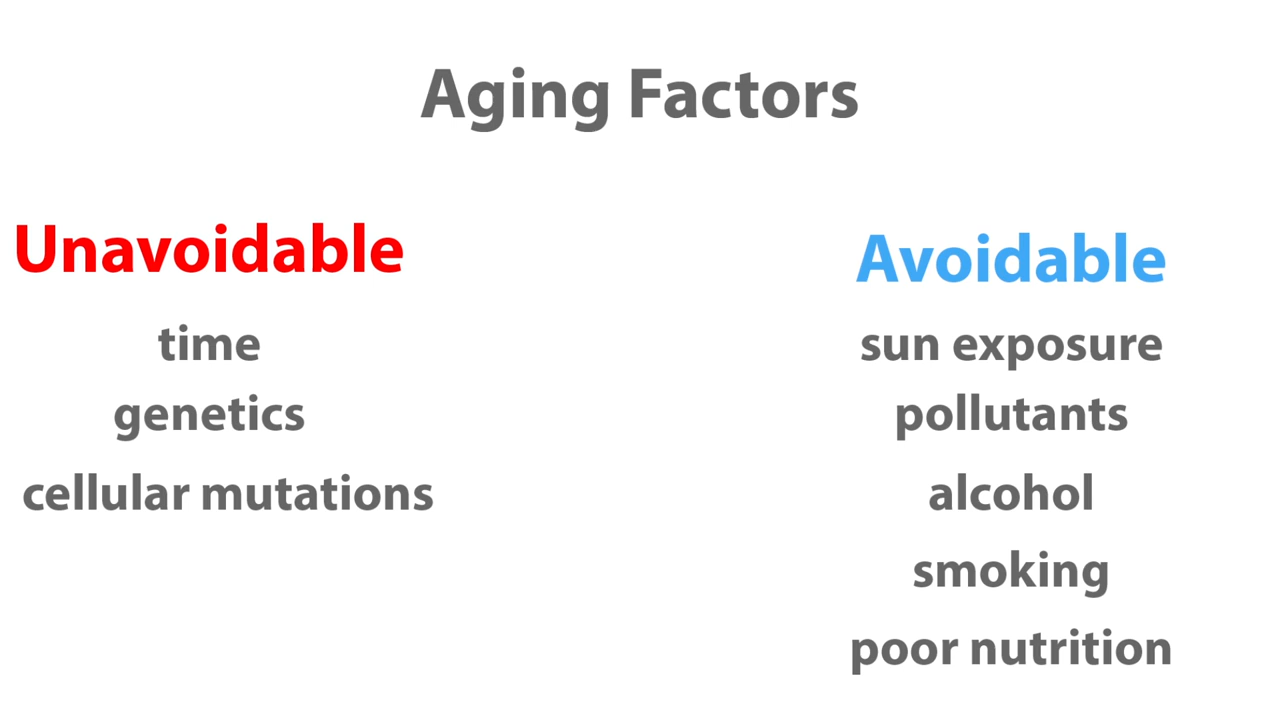 Aging Factors
Unavoidable
time
genetics
cellular mutations
Avoidable
sun exposure
pollutants
alcohol
smoking
poor nutrition